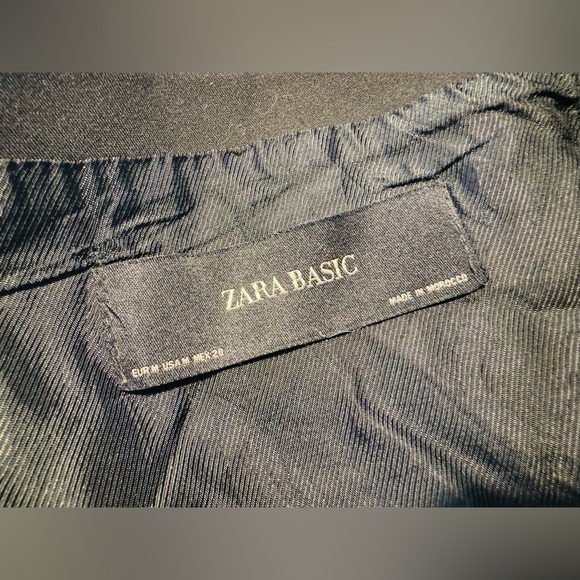 ZARA BASIC
MADE IN MOROCCO
EUR M USA M MEX 28